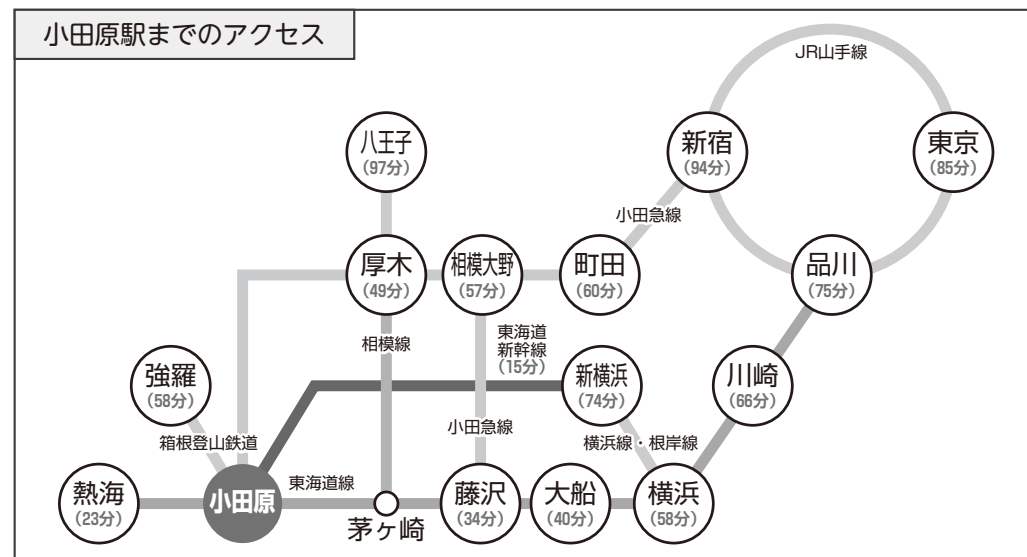 小田原駅までのアクセス
JR山手線
八王子
(97分)
新宿
(94分)
東京
(85分)
小田急線
厚木
(49分)
相模大野
(57分)
町田
(60分)
品川
(75分)
相模線
東海道
新幹線
(15分)
強羅
(58分)
新横浜
(74分)
川崎
(66分)
箱根登山鉄道
小田急線
横浜線・根岸線
熱海
(23分)
小田原
東海道線
茅ヶ崎
藤沢
(34分)
大船
(40分)
横浜
(58分)